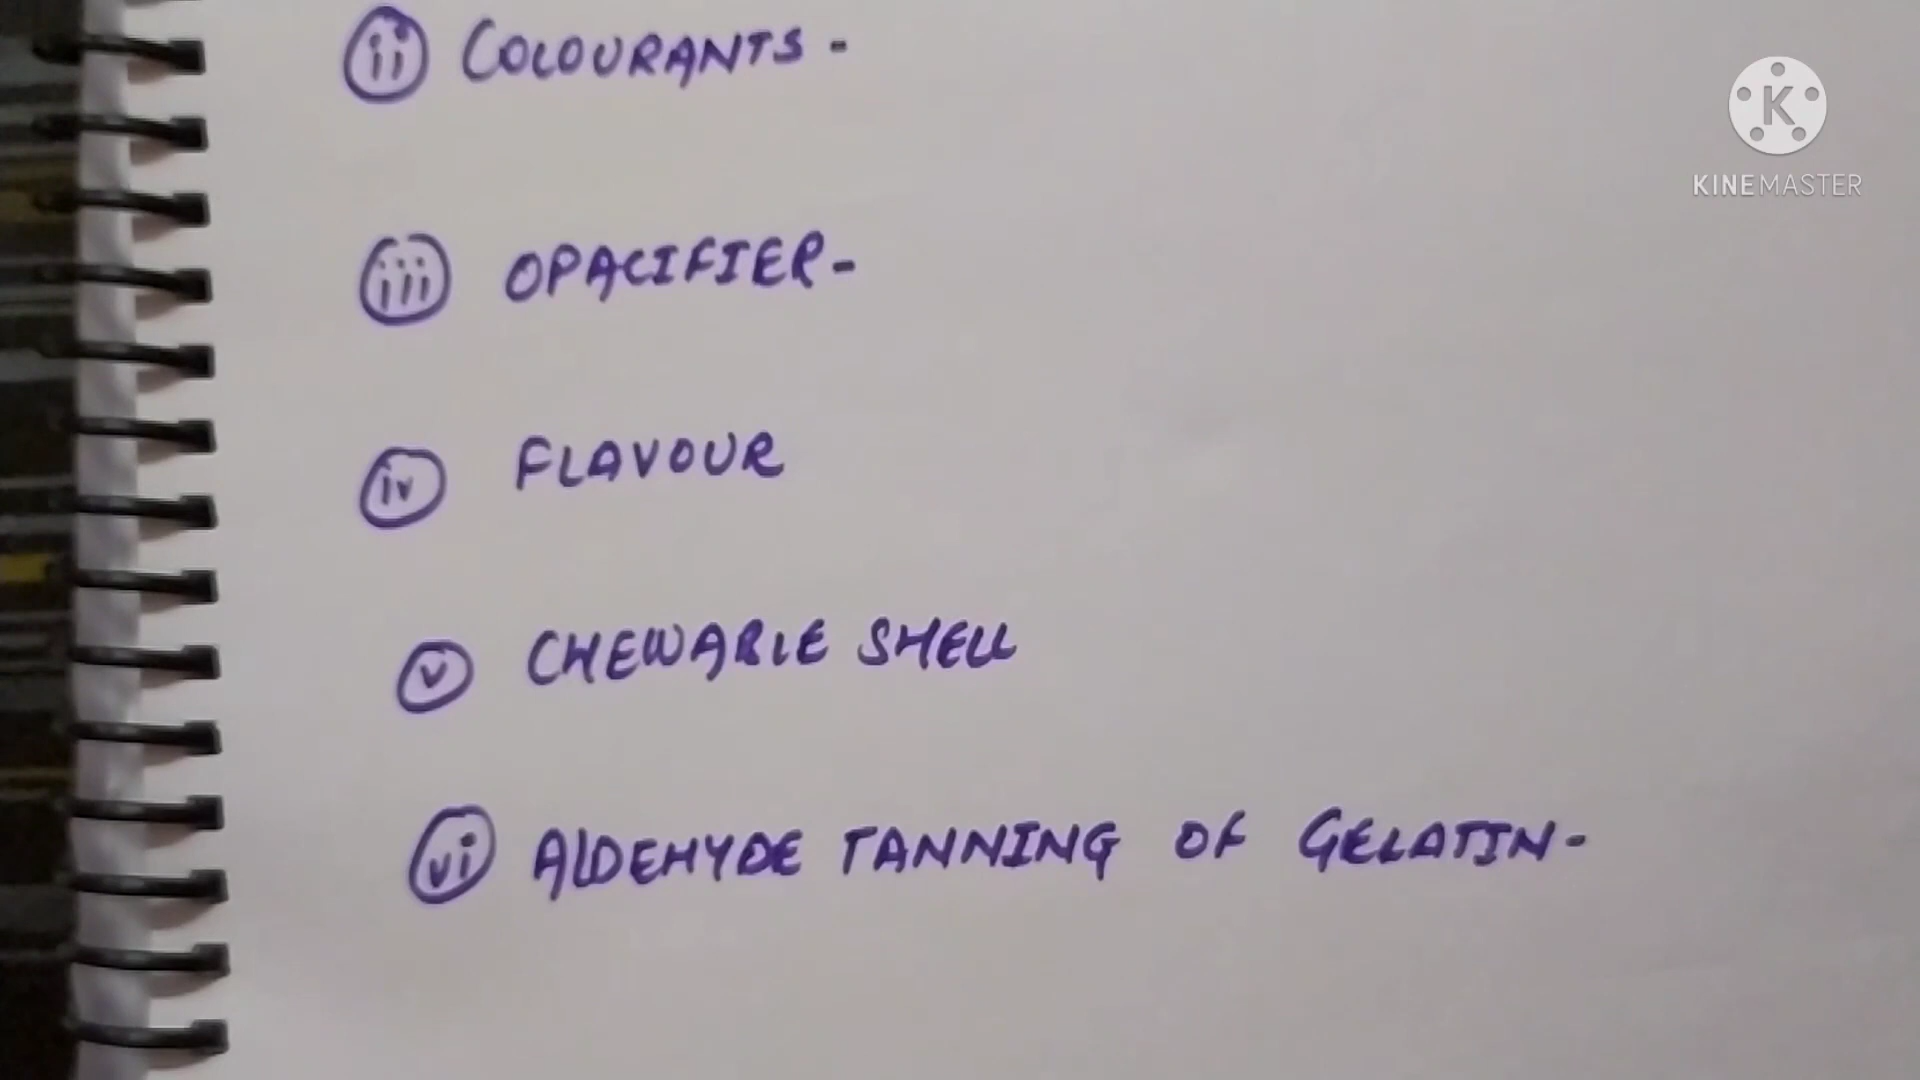 ii COLOURANTS -
K
KINEMASTER
iii OPACIFIER -
iv FLAVOUR
v CHEWABLE SHELL
vi ALDEHYDE TANNING OF GELATIN -